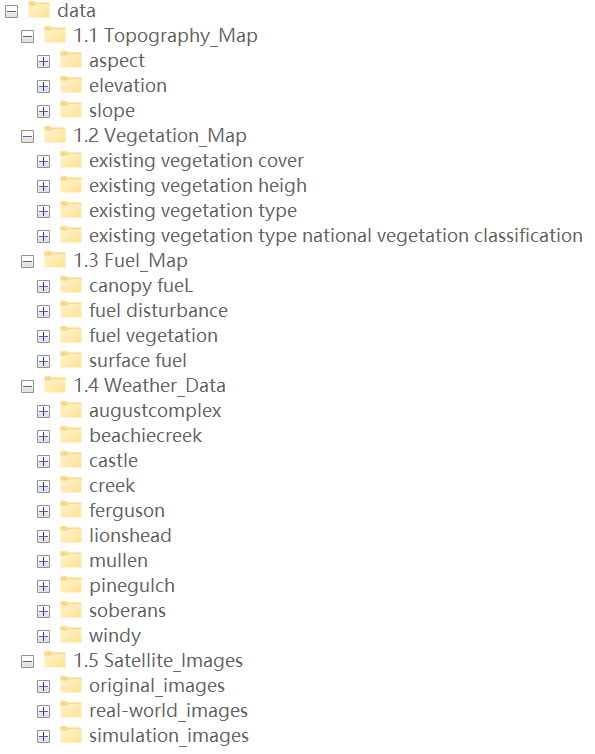 data
1.1 Topography_Map
aspect
elevation
slope
1.2 Vegetation_Map
existing vegetation cover
existing vegetation heigh
existing vegetation type
existing vegetation type national vegetation classification
1.3 Fuel_Map
canopy fueL
fuel disturbance
fuel vegetation
surface fuel
1.4 Weather_Data
augustcomplex
beachiecreek
castle
creek
ferguson
lionshead
mullen
pinegulch
soberans
windy
1.5 Satellite_Images
original_images
real-world_images
simulation_images